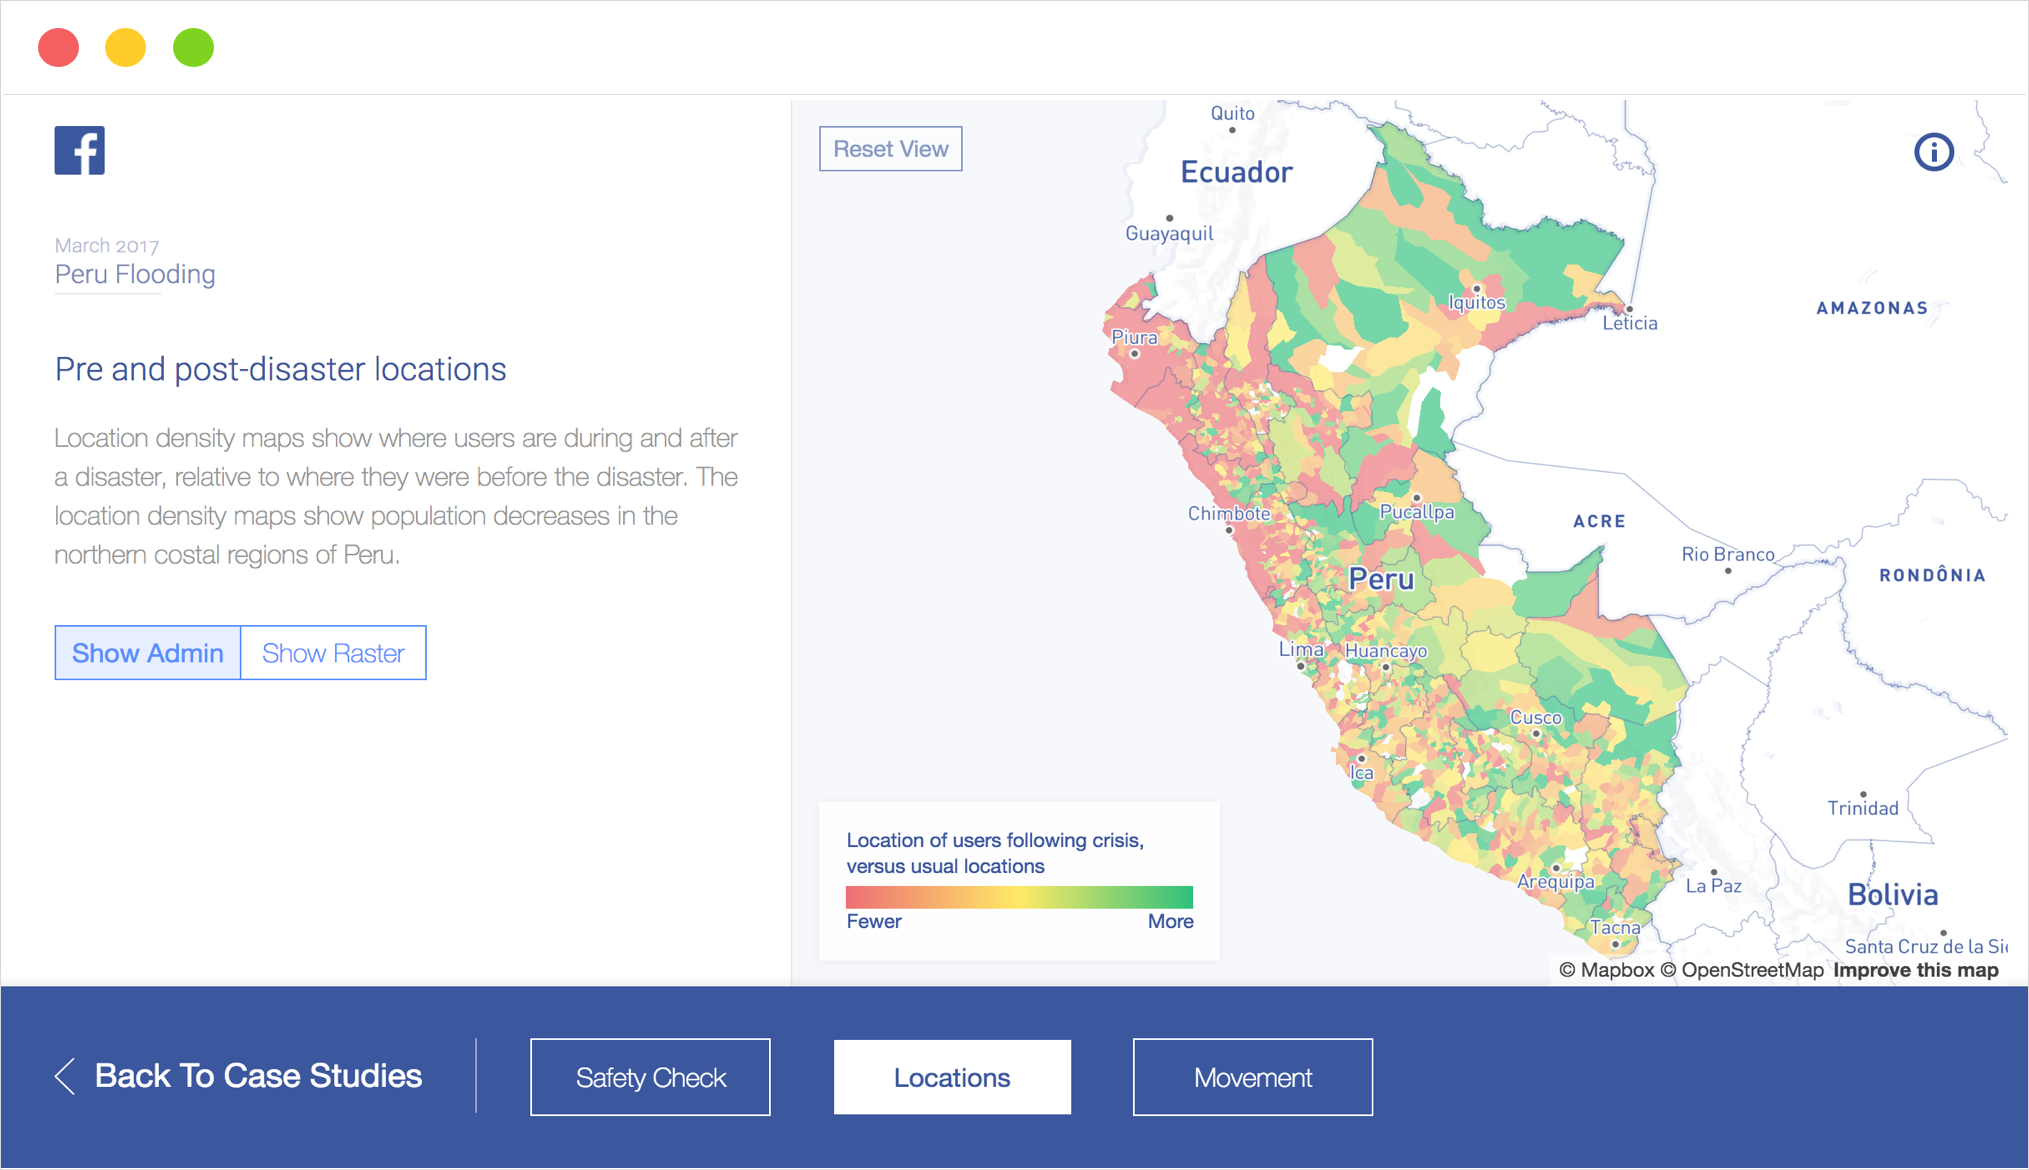 March 2017
Peru Flooding
Pre and post-disaster locations
Location density maps show where users are during and after
a disaster, relative to where they were before the disaster. The
location density maps show population decreases in the
northern costal regions of Peru.
Show Admin
Show Raster
Reset View
Quito
Ecuador
Guayaquil
Piura
Iquitos
Leticia
AMAZONAS
Chimbote
Pucallpa
ACRE
Rio Branco
RONDÔNIA
Peru
Lima
Huancayo
Cusco
Ica
Trinidad
Arequipa
La Paz
Bolivia
Tacna
Santa Cruz de la Sie
Location of users following crisis,
versus usual locations
Fewer
More
© Mapbox © OpenStreetMap Improve this map
Back To Case Studies
Safety Check
Locations
Movement